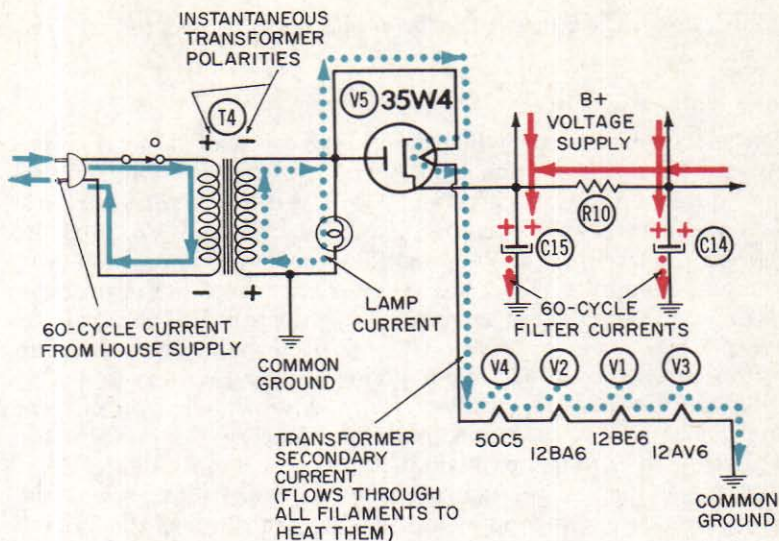 INSTANTANEOUS
TRANSFORMER
POLARITIES
T4
+
−
V5
35W4
B+
VOLTAGE
SUPPLY
R10
+ +
C15
+ +
C14
−
+
60-CYCLE CURRENT
FROM HOUSE SUPPLY
LAMP
CURRENT
60-CYCLE
FILTER CURRENTS
COMMON
GROUND
V4
V2
V1
V3
50C5
12BA6
12BE6
12AV6
TRANSFORMER
SECONDARY
CURRENT
(FLOWS THROUGH
ALL FILAMENTS TO
HEAT THEM)
COMMON
GROUND